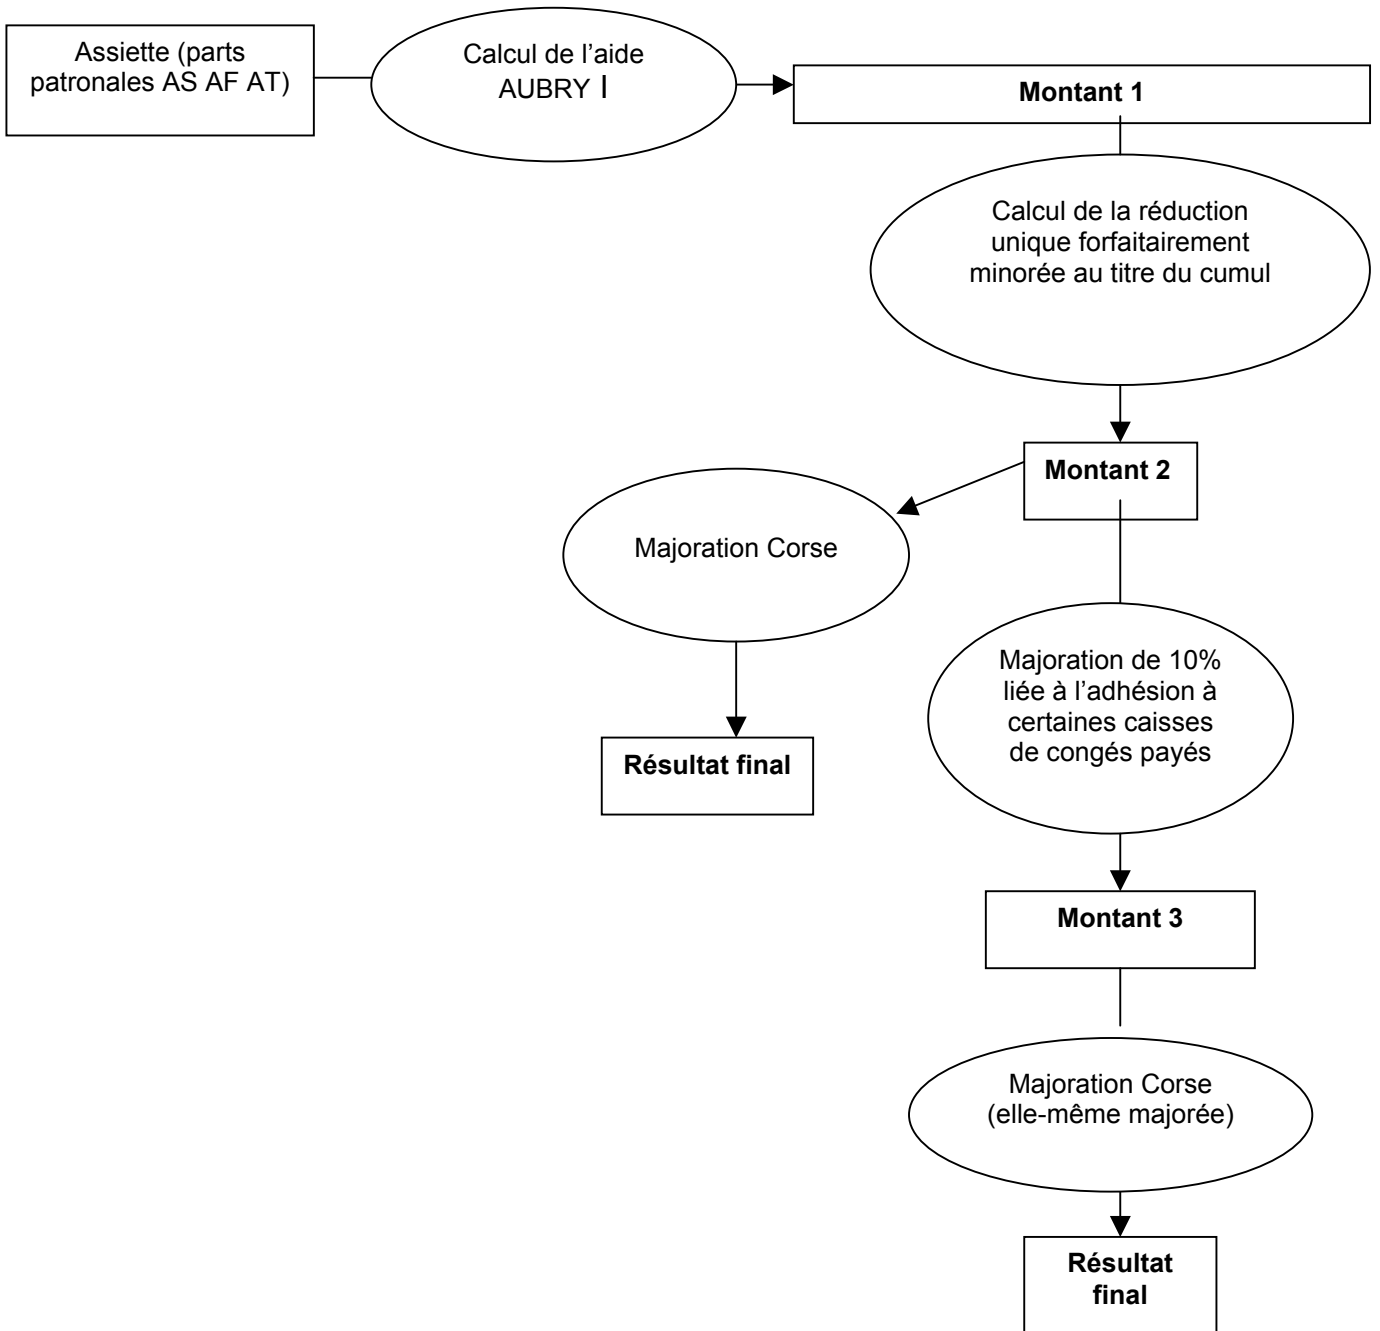 Assiette (parts
patronales AS AF AT)
Calcul de l’aide
AUBRY I
Montant 1
Calcul de la réduction
unique forfaitairement
minorée au titre du cumul
Montant 2
Majoration Corse
Résultat final
Majoration de 10%
liée à l’adhésion à
certaines caisses
de congés payés
Montant 3
Majoration Corse
(elle-même majorée)
Résultat
final